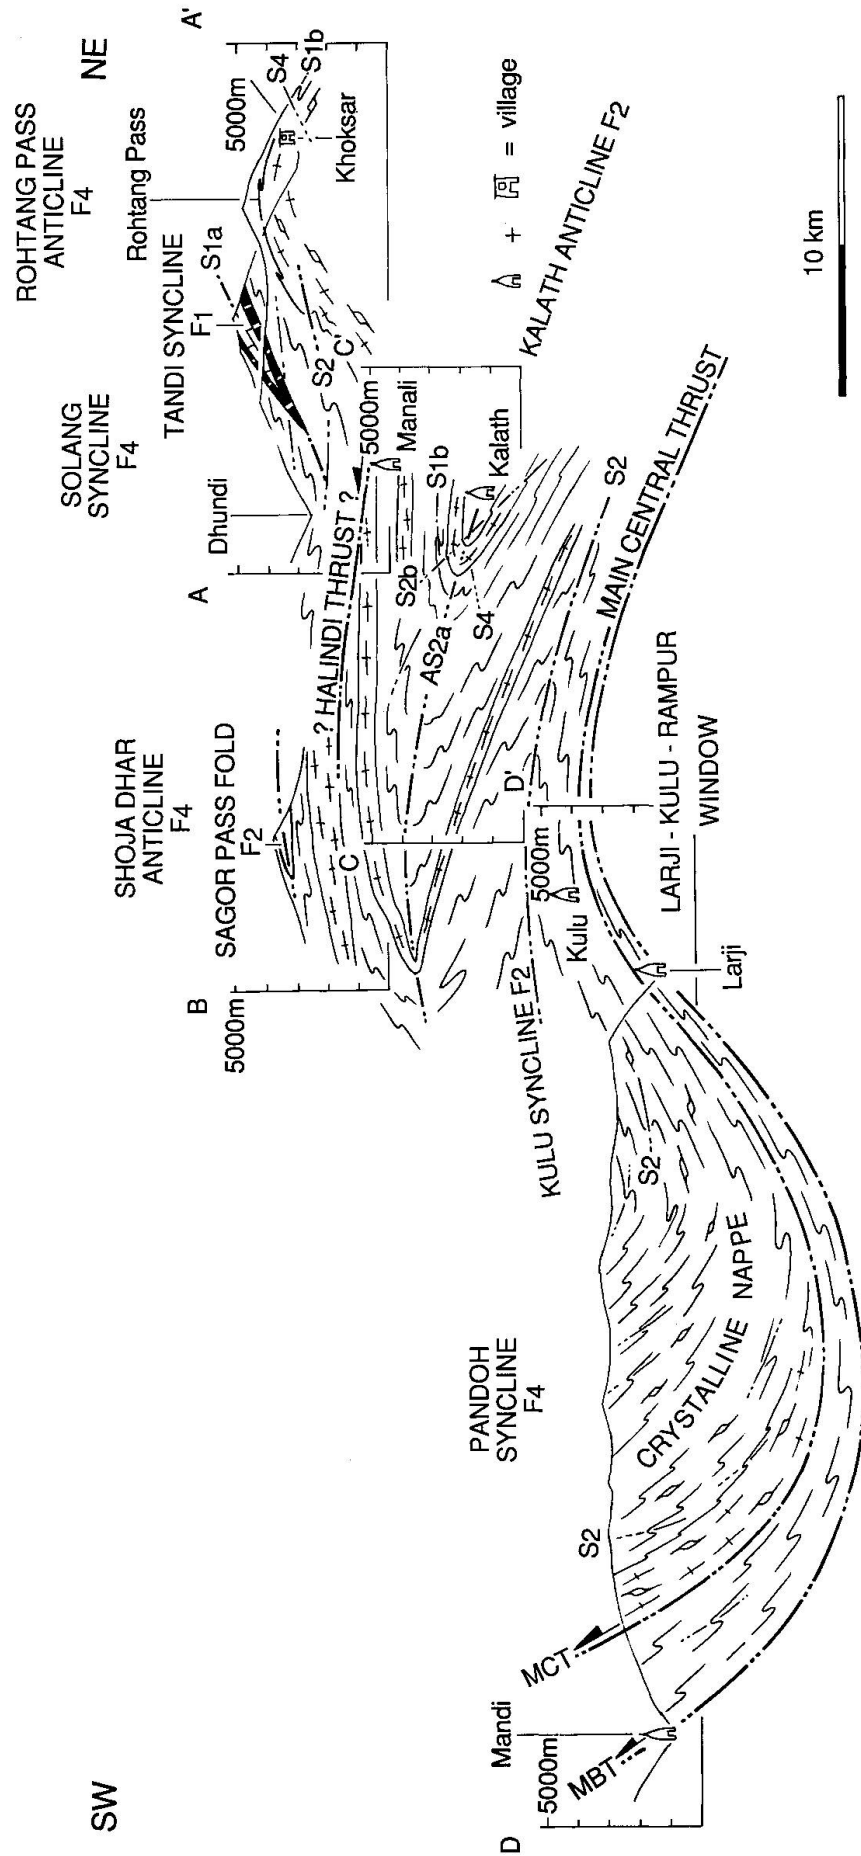 SW
NE
A'
ROHTANG PASS
ANTICLINE
F4
Rohtang Pass
5000m
S4
S1b
Khoksar
SOLANG
SYNCLINE
F4
TANDI SYNCLINE
F1
S1a
Dhundi
S2
C'
A
? HALINDI THRUST ?
5000m
Manali
S1b
Kalath
S2b
AS2a
S4
KALATH ANTICLINE F2
+ = village
SHOJA DHAR
ANTICLINE
F4
SAGOR PASS FOLD
F2
B
5000m
C
D'
S2
MAIN CENTRAL THRUST
10 km
KULU SYNCLINE F2
5000m
Kulu
LARJI - KULU - RAMPUR
WINDOW
Larji
PANDOH
SYNCLINE
F4
S2
S2
CRYSTALLINE NAPPE
MCT
Mandi
MBT
5000m
D